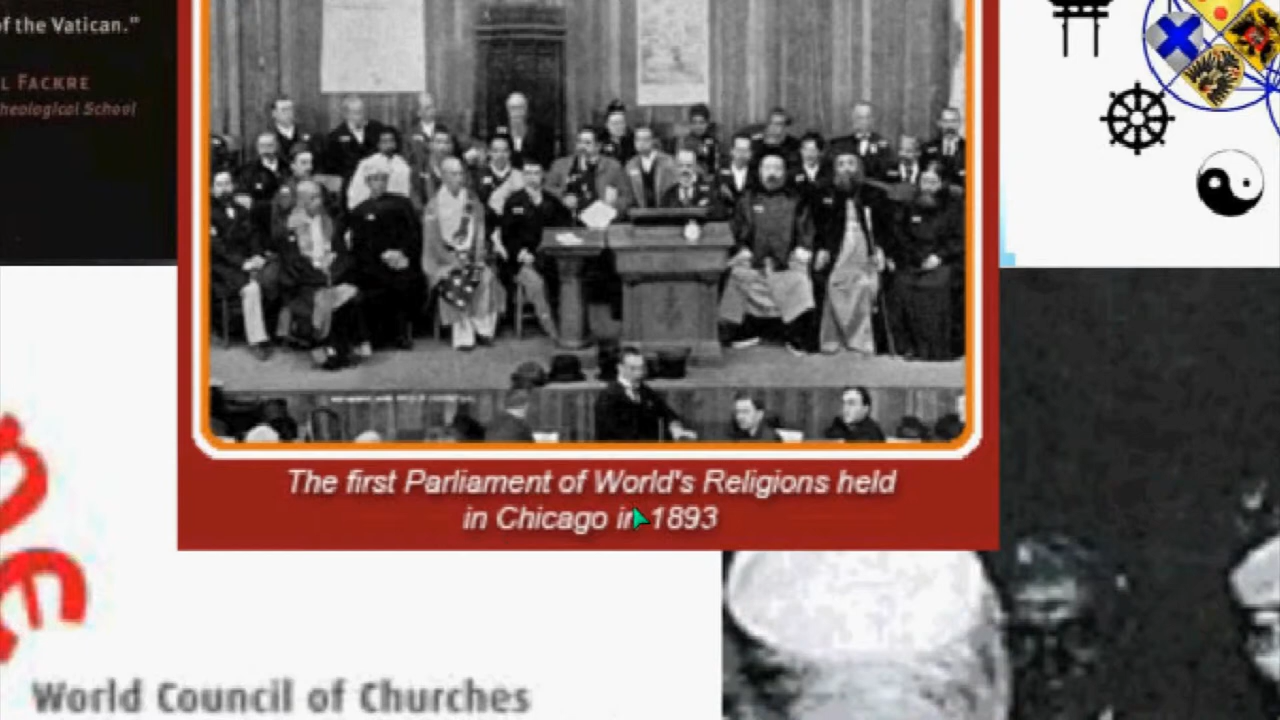 of the Vatican."
L FACKRE
heological School
The first Parliament of World's Religions held
in Chicago in 1893
World Council of Churches